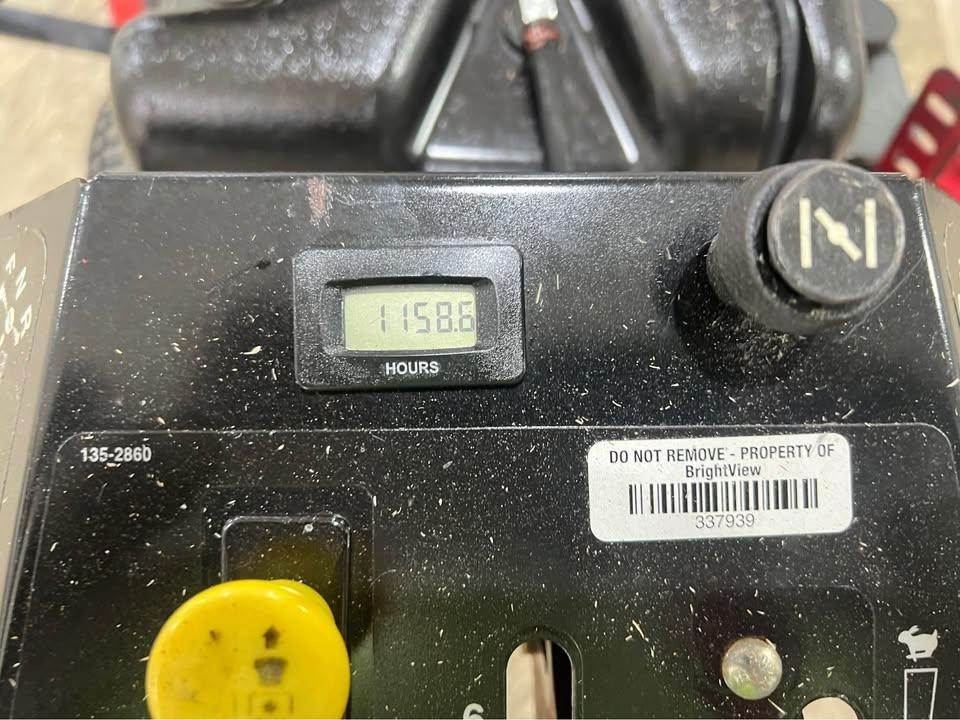 1158.6
HOURS
135-2860
DO NOT REMOVE - PROPERTY OF
BrightView
337939